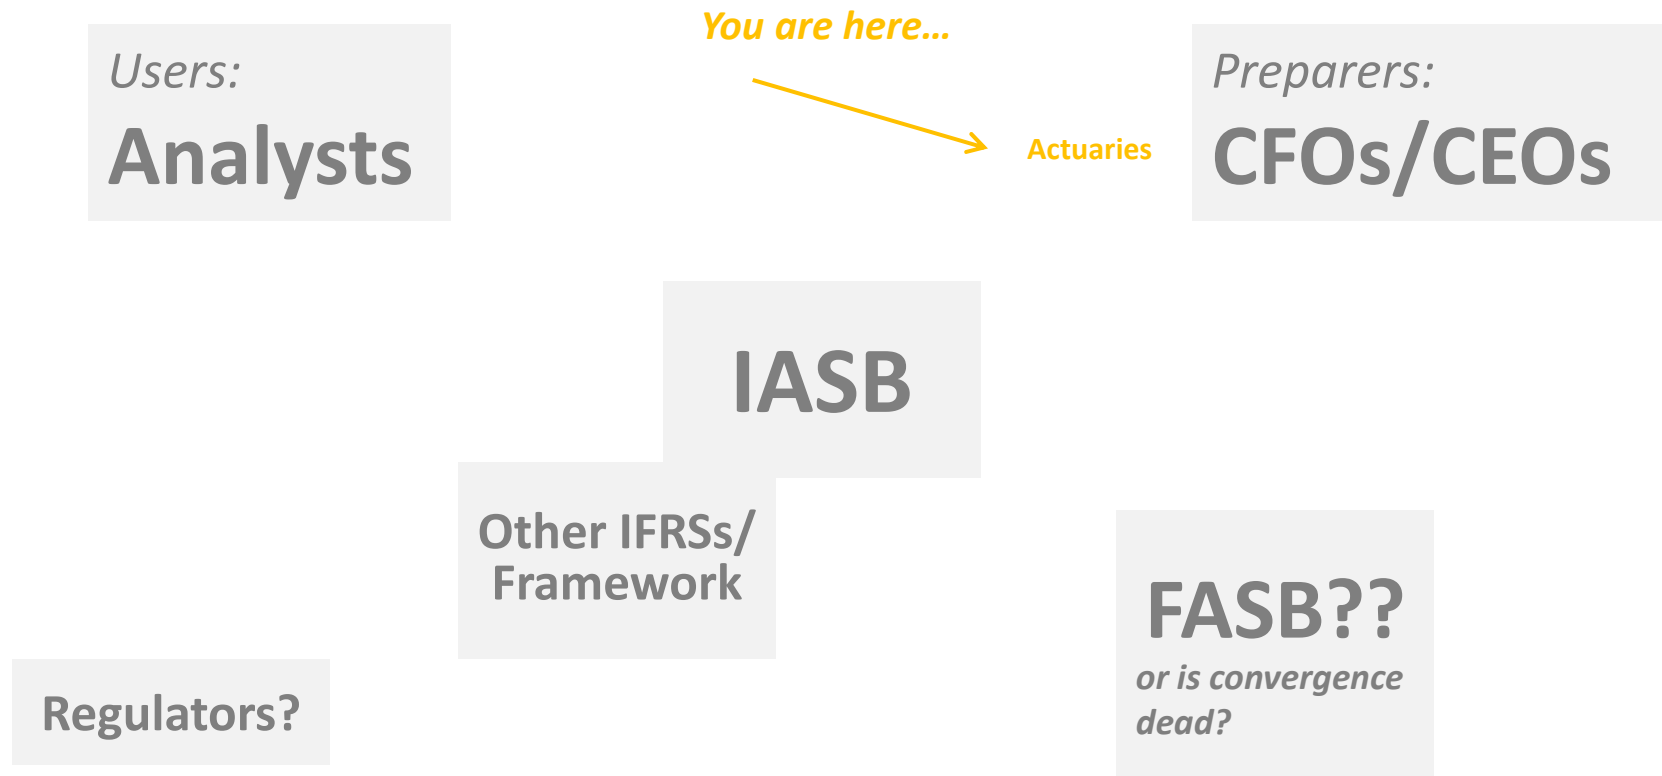 You are here…
Users:
Analysts
Actuaries
Preparers:
CFOs/CEOs
IASB
Other IFRSs/
Framework
FASB??
or is convergence
dead?
Regulators?